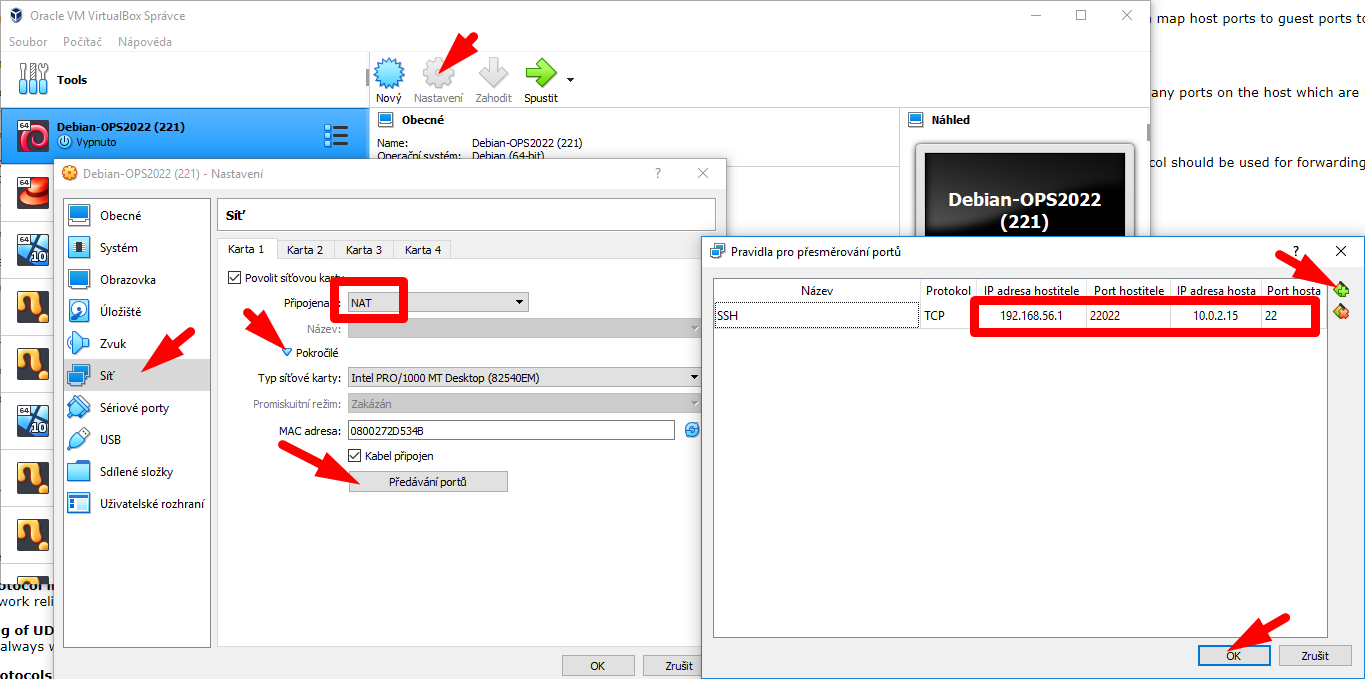 Oracle VM VirtualBox Správce
Soubor Počítač Nápověda
map host ports to guest ports to
Tools
Nový Nastavení Zahodit Spustit
any ports on the host which are
64
Debian-OPS2022 (221)
Vypnuto
Obecné
Náhled
Name: Debian-OPS2022 (221)
Operační systém: Debian (64-bit)
col should be used for forwarding
Debian-OPS2022
(221)
Debian-OPS2022 (221) - Nastavení
Obecné
Systém
Obrazovka
Úložiště
Zvuk
Síť
Sériové porty
USB
Sdílené složky
Uživatelské rozhraní
64
64
10
64
10
Síť
Karta 1 Karta 2 Karta 3 Karta 4
Povolit síťovou kartu
Připojena NAT
Název:
Pokročilé
Typ síťové karty: Intel PRO/1000 MT Desktop (82540EM)
Promiskuitní režim: Zakázán
MAC adresa: 0800272D534B
Kabel připojen
Předávání portů
OK Zrušit
Pravidla pro přesměrování portů
Název Protokol IP adresa hostitele Port hostitele IP adresa hosta Port hosta
SSH TCP 192.168.56.1 22022 10.0.2.15 22
OK Zrušit
work reli
g of UD
always w
otocols